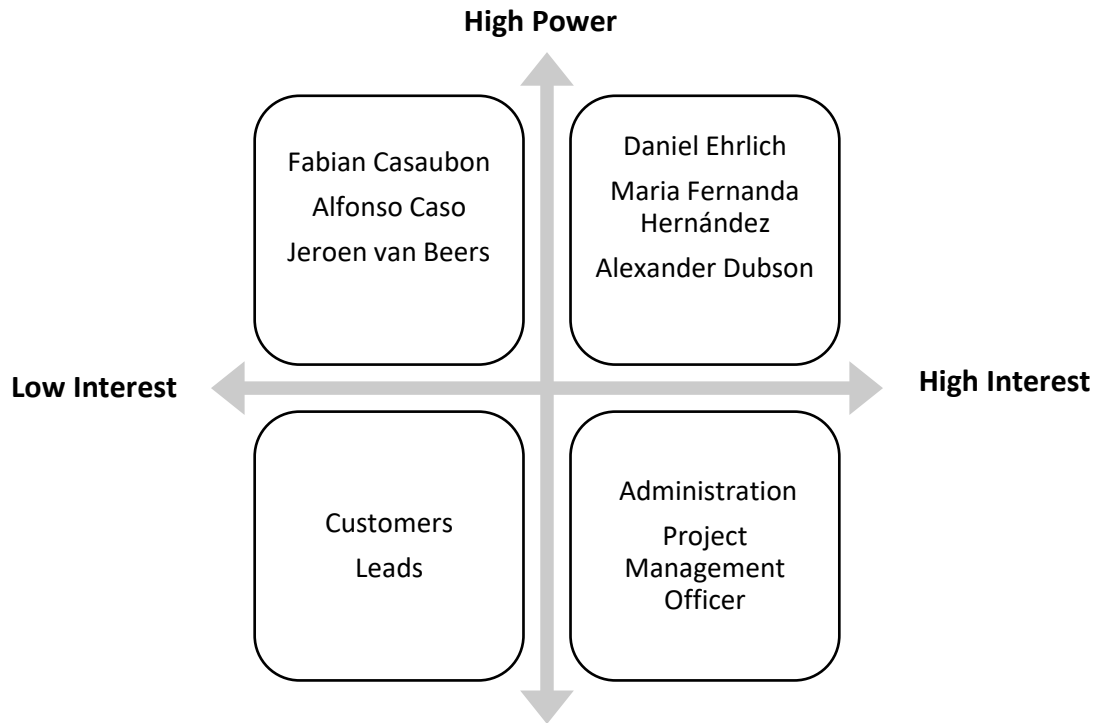 High Power
Fabian Casaubon
Alfonso Caso
Jeroen van Beers
Daniel Ehrlich
Maria Fernanda
Hernández
Alexander Dubson
Low Interest
High Interest
Customers
Leads
Administration
Project
Management
Officer